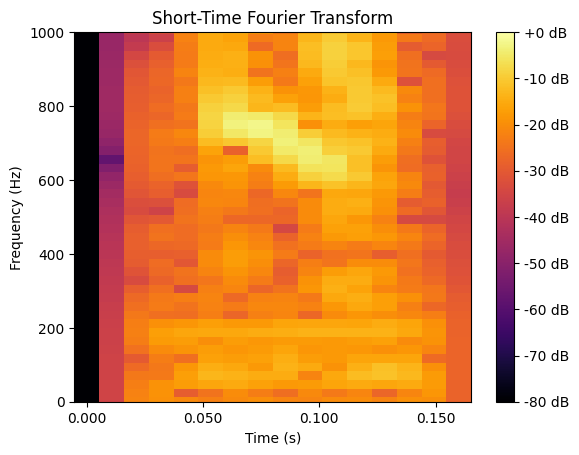 Short-Time Fourier Transform
Frequency (Hz)
1000
800
600
400
200
0
0.000
0.050
0.100
0.150
Time (s)
+0 dB
-10 dB
-20 dB
-30 dB
-40 dB
-50 dB
-60 dB
-70 dB
-80 dB